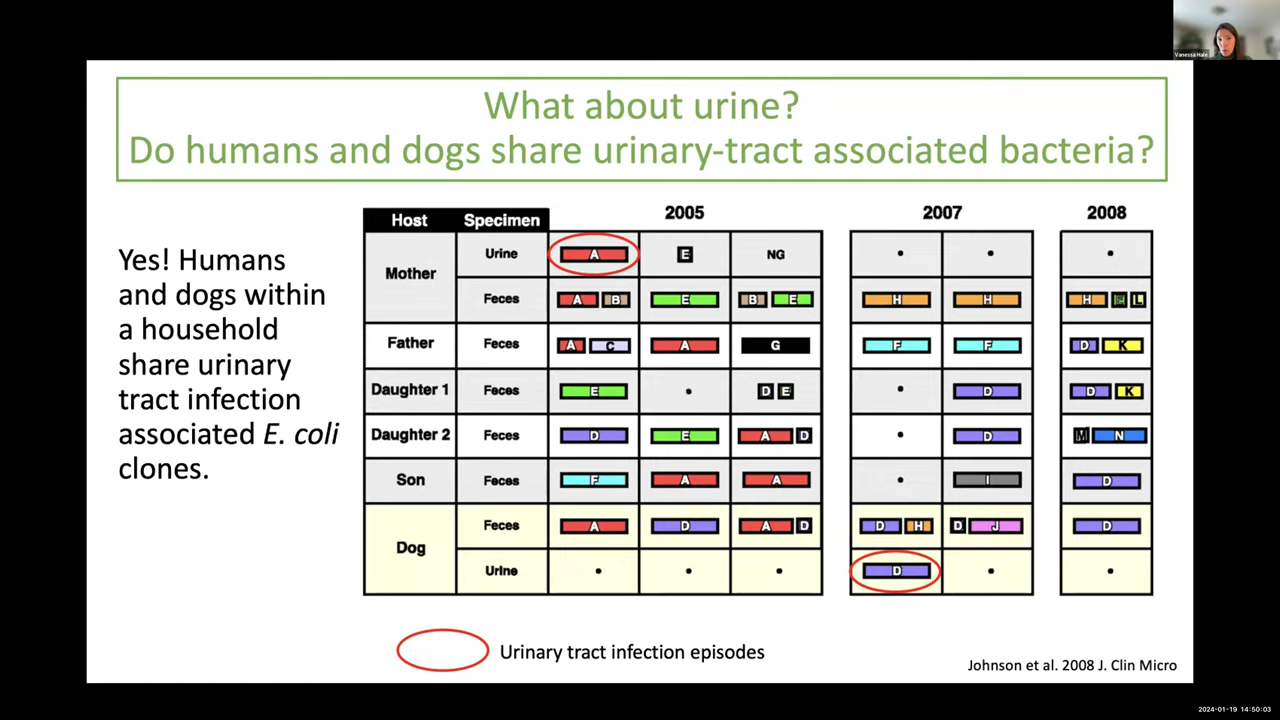 Vanessa Hale
What about urine?
Do humans and dogs share urinary-tract associated bacteria?
Yes! Humans
and dogs within
a household
share urinary
tract infection
associated E. coli
clones.
2005 2007 2008
Host Specimen
Mother Urine A E NG • • •
Feces A B E B E H H H E L
Father Feces A C A G F F D K
Daughter 1 Feces E • D E • D D K
Daughter 2 Feces D E A D • D M N
Son Feces F A A • I D
Dog Feces A D A D D H D J D
Urine • • • D • •
Urinary tract infection episodes
Johnson et al. 2008 J. Clin Micro
2024-01-19 14:50:03